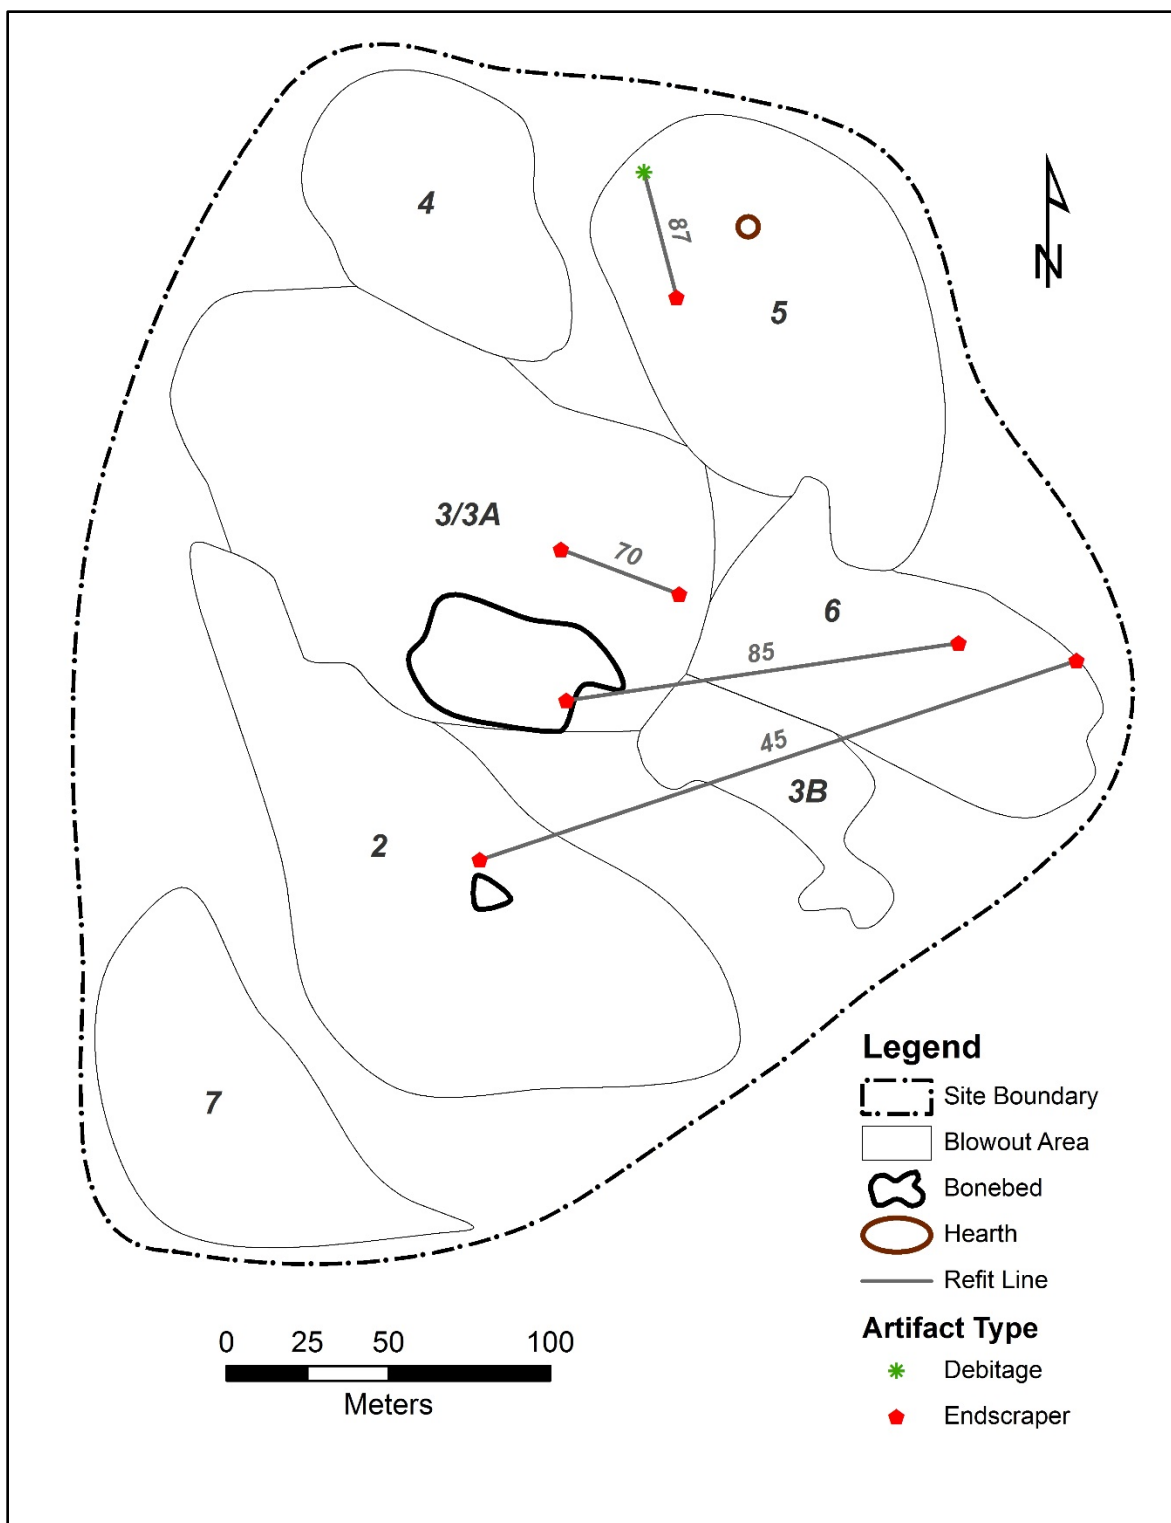 4
87
5
N
3/3A
70
6
85
45
3B
2
7
Legend
Site Boundary
Blowout Area
Bonebed
Hearth
Refit Line
Artifact Type
Debitage
Endscraper
0 25 50 100
Meters